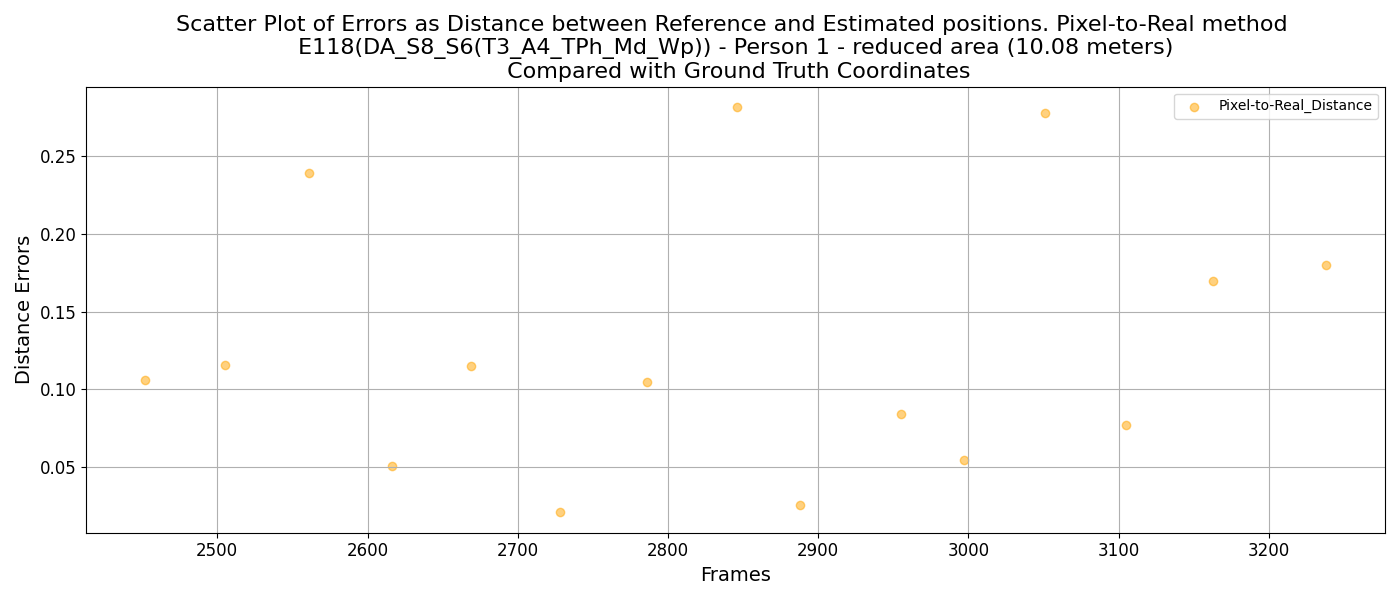 Scatter Plot of Errors as Distance between Reference and Estimated positions. Pixel-to-Real method
E118(DA_S8_S6(T3_A4_TPh_Md_Wp)) - Person 1 - reduced area (10.08 meters)
Compared with Ground Truth Coordinates
Pixel-to-Real_Distance
Distance Errors
0.25
0.20
0.15
0.10
0.05
2500 2600 2700 2800 2900 3000 3100 3200
Frames